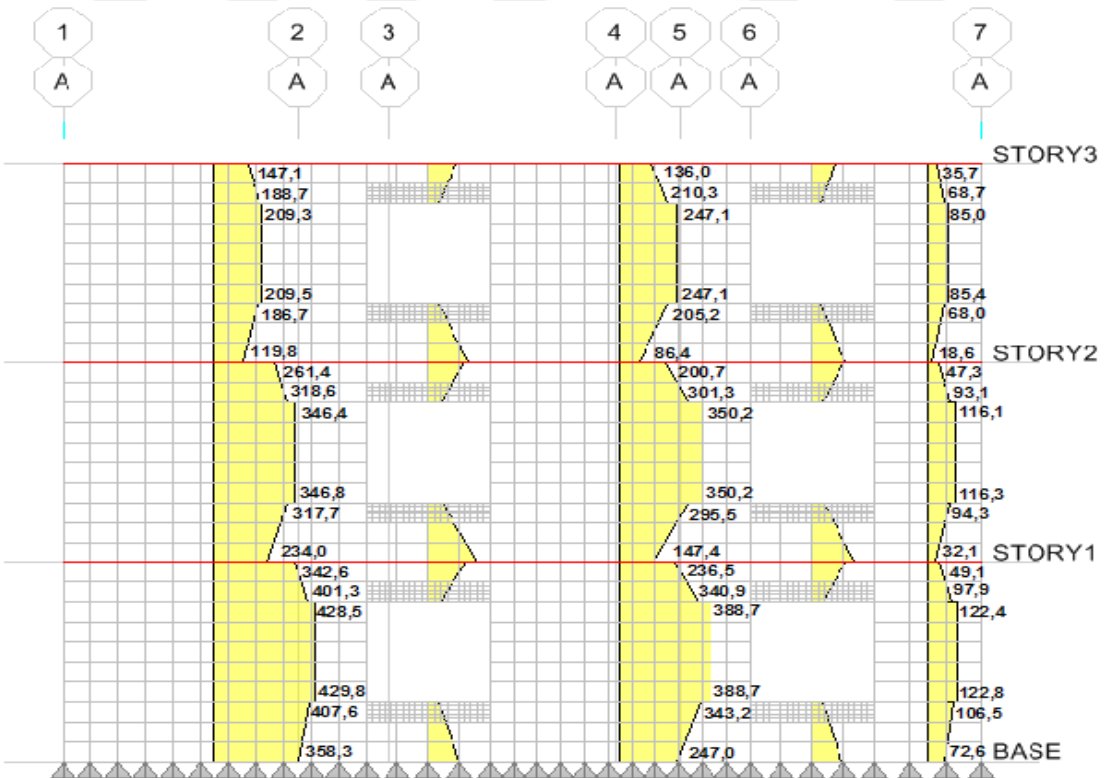 1 2 3 4 5 6 7
A A A A A A A
STORY3
147,1 136,0 35,7
188,7 210,3 68,7
209,3 247,1 85,0
209,5 247,1 85,4
186,7 205,2 68,0
119,8 86,4 18,6 STORY2
261,4 200,7 47,3
318,6 301,3 93,1
346,4 350,2 116,1
346,8 350,2 116,3
317,7 295,5 94,3
234,0 147,4 32,1 STORY1
342,6 236,5 49,1
401,3 340,9 97,9
428,5 388,7 122,4
429,8 388,7 122,8
407,6 343,2 106,5
358,3 247,0 72,6 BASE